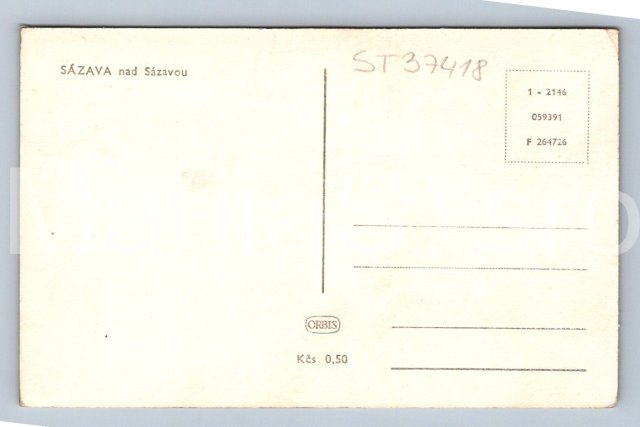 SÁZAVA nad Sázavou
ST37418
1 - 2146
059391
F 264726
ORBIS
Kčs 0,50